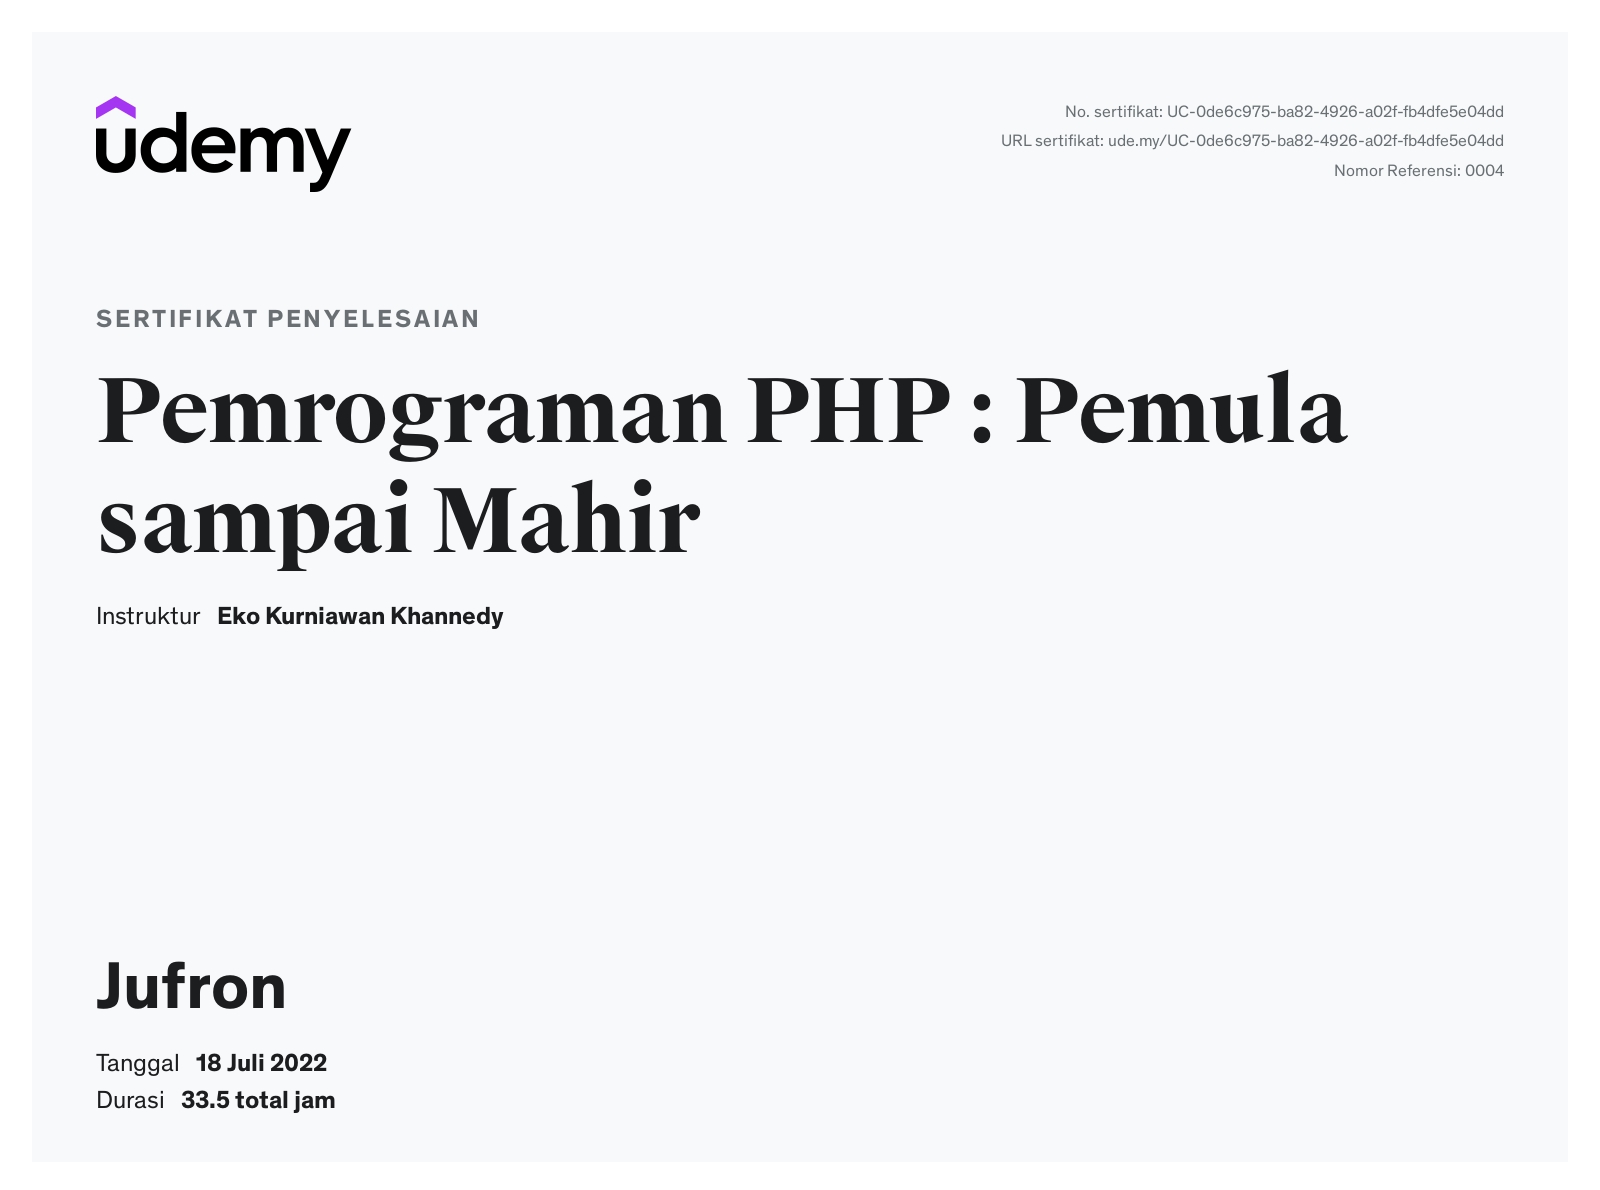 udemy
No. sertifikat: UC-0de6c975-ba82-4926-a02f-fb4dfe5e04dd
URL sertifikat: ude.my/UC-0de6c975-ba82-4926-a02f-fb4dfe5e04dd
Nomor Referensi: 0004
SERTIFIKAT PENYELESAIAN
Pemrograman PHP : Pemula
sampai Mahir
Instruktur Eko Kurniawan Khannedy
Jufron
Tanggal 18 Juli 2022
Durasi 33.5 total jam